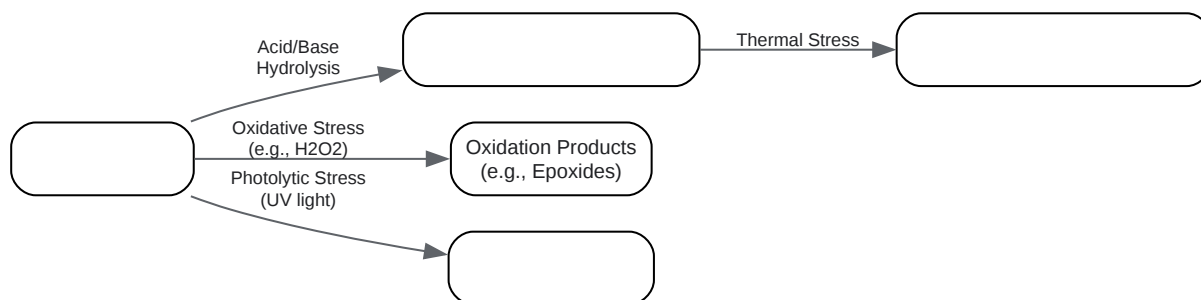 Acid/Base
Hydrolysis
Thermal Stress
Oxidative Stress
(e.g., H2O2)
Oxidation Products
(e.g., Epoxides)
Photolytic Stress
(UV light)